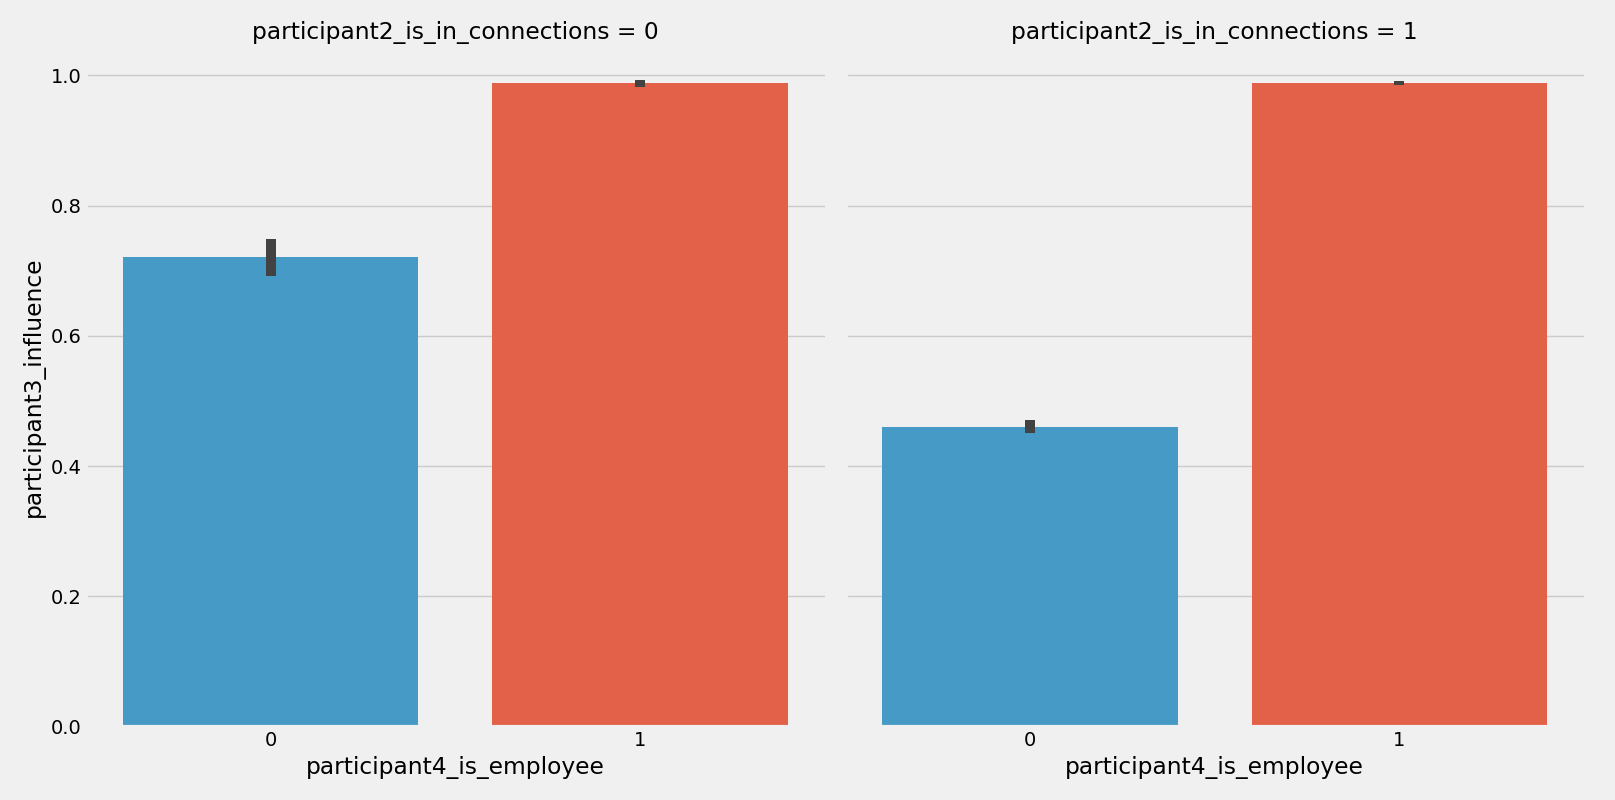 participant2_is_in_connections = 0
participant2_is_in_connections = 1
participant3_influence
1.0
0.8
0.6
0.4
0.2
0.0
0 1
0 1
participant4_is_employee
participant4_is_employee